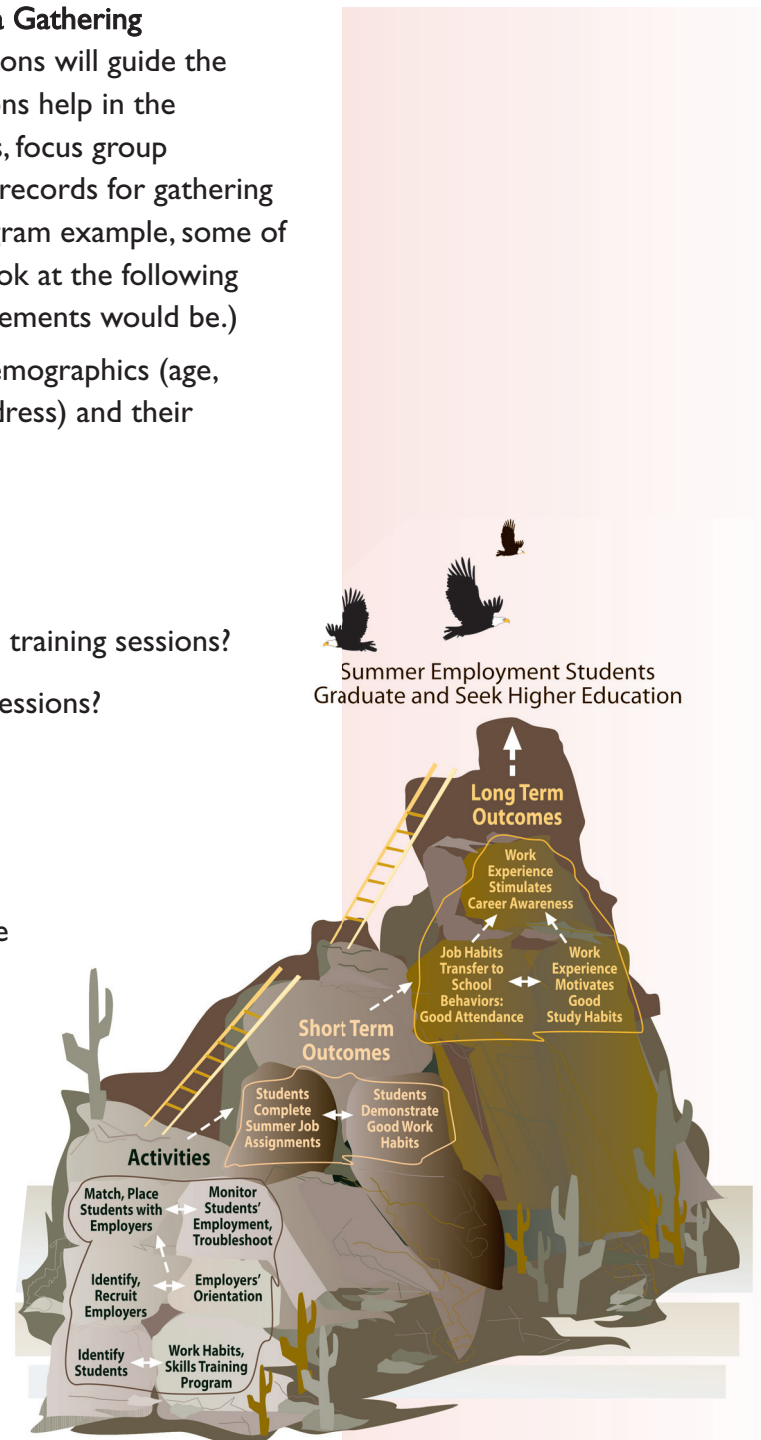 a Gathering
ons will guide the
ons help in the
s, focus group
records for gathering
gram example, some of
ok at the following
ements would be.)
emographics (age,
dress) and their
training sessions?
essions?
e
Summer Employment Students
Graduate and Seek Higher Education
Long Term
Outcomes
Work
Experience
Stimulates
Career Awareness
Job Habits
Transfer to
School
Behaviors:
Good Attendance
Work
Experience
Motivates
Good
Study Habits
Short Term
Outcomes
Students
Complete
Summer Job
Assignments
Students
Demonstrate
Good Work
Habits
Activities
Match, Place
Students with
Employers
Monitor
Students'
Employment,
Troubleshoot
Identify,
Recruit
Employers
Employers'
Orientation
Identify
Students
Work Habits,
Skills Training
Program